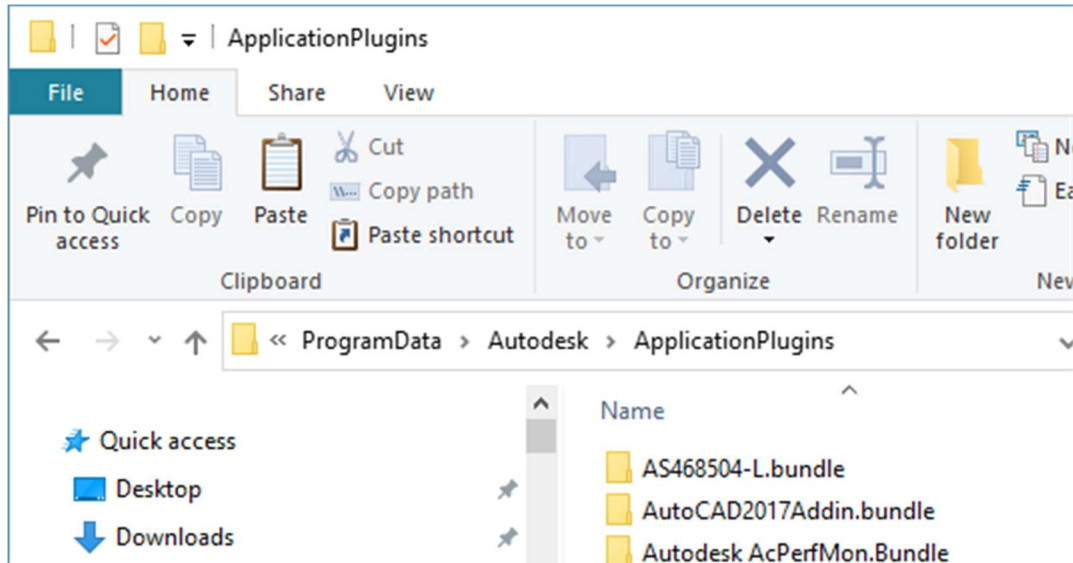 ApplicationPlugins
File Home Share View
Pin to Quick access
Copy
Paste
Cut
Copy path
Paste shortcut
Clipboard
Move to
Copy to
Delete
Rename
Organize
New folder
Ea
New
« ProgramData > Autodesk > ApplicationPlugins
Quick access
Desktop
Downloads
Name
AS468504-L.bundle
AutoCAD2017Addin.bundle
Autodesk AcPerfMon.Bundle